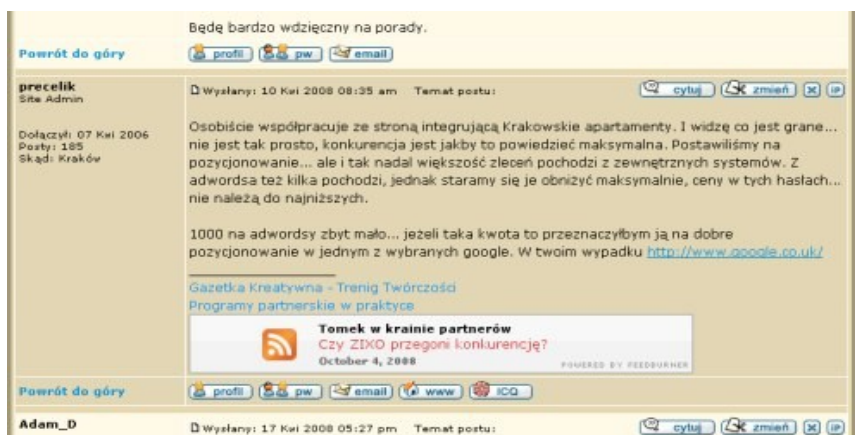 Będę bardzo wdzięczny na porady.
Powrót do góry
profil pw email
precelik
Site Admin
Dołączył: 07 Kwi 2006
Posty: 185
Skąd: Kraków
Wysłany: 10 Kwi 2008 08:35 am Temat postu:
cytuj zmień X IP
Osobiście współpracuje ze stroną integrującą Krakowskie apartamenty. I widzę co jest grane...
nie jest tak prosto, konkurencja jest jakby to powiedzieć maksymalna. Postawiliśmy na
pozycjonowanie... ale i tak nadal większość zleceń pochodzi z zewnętrznych systemów. Z
adwordsa też kilka pochodzi, jednak staramy się je obniżyć maksymalnie, ceny w tych hasłach...
nie należą do najniższych.
1000 na adwordsy zbyt mało... jeżeli taka kwota to przeznaczyłbym ją na dobre
pozycjonowanie w jednym z wybranych google. W twoim wypadku http://www.google.co.uk/
Gazetka Kreatywna - Trenig Twórczości
Programy partnerskie w praktyce
Tomek w krainie partnerów
Czy ZIXO przegoni konkurencję?
October 4, 2008
POWERED BY FEEDBURNER
Powrót do góry
profil pw email www ICQ
Adam_D
Wysłany: 17 Kwi 2008 05:27 pm Temat postu:
cytuj zmień X IP